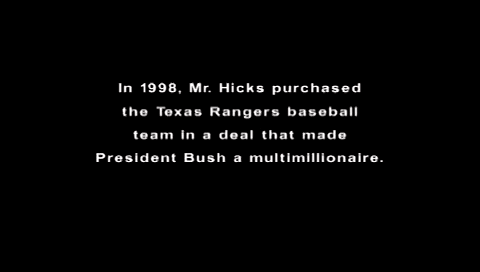 In 1998, Mr. Hicks purchased
the Texas Rangers baseball
team in a deal that made
President Bush a multimillionaire.